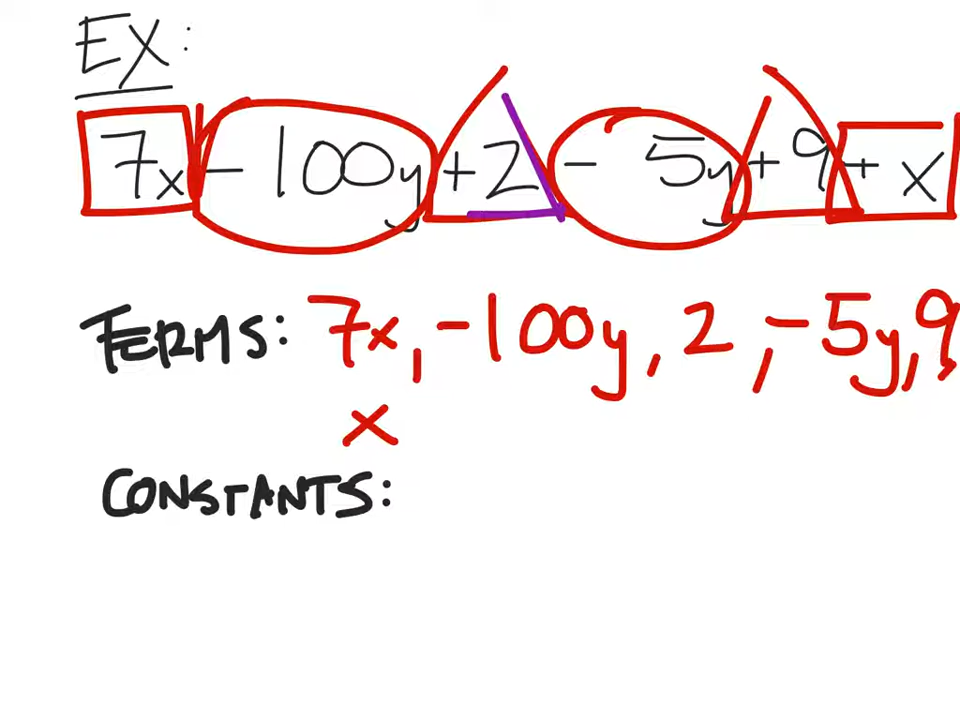 EX:
7x - 100y + 2 - 5y + 9 + x
TERMS: 7x, -100y, 2, -5y, 9,
x
CONSTANTS: